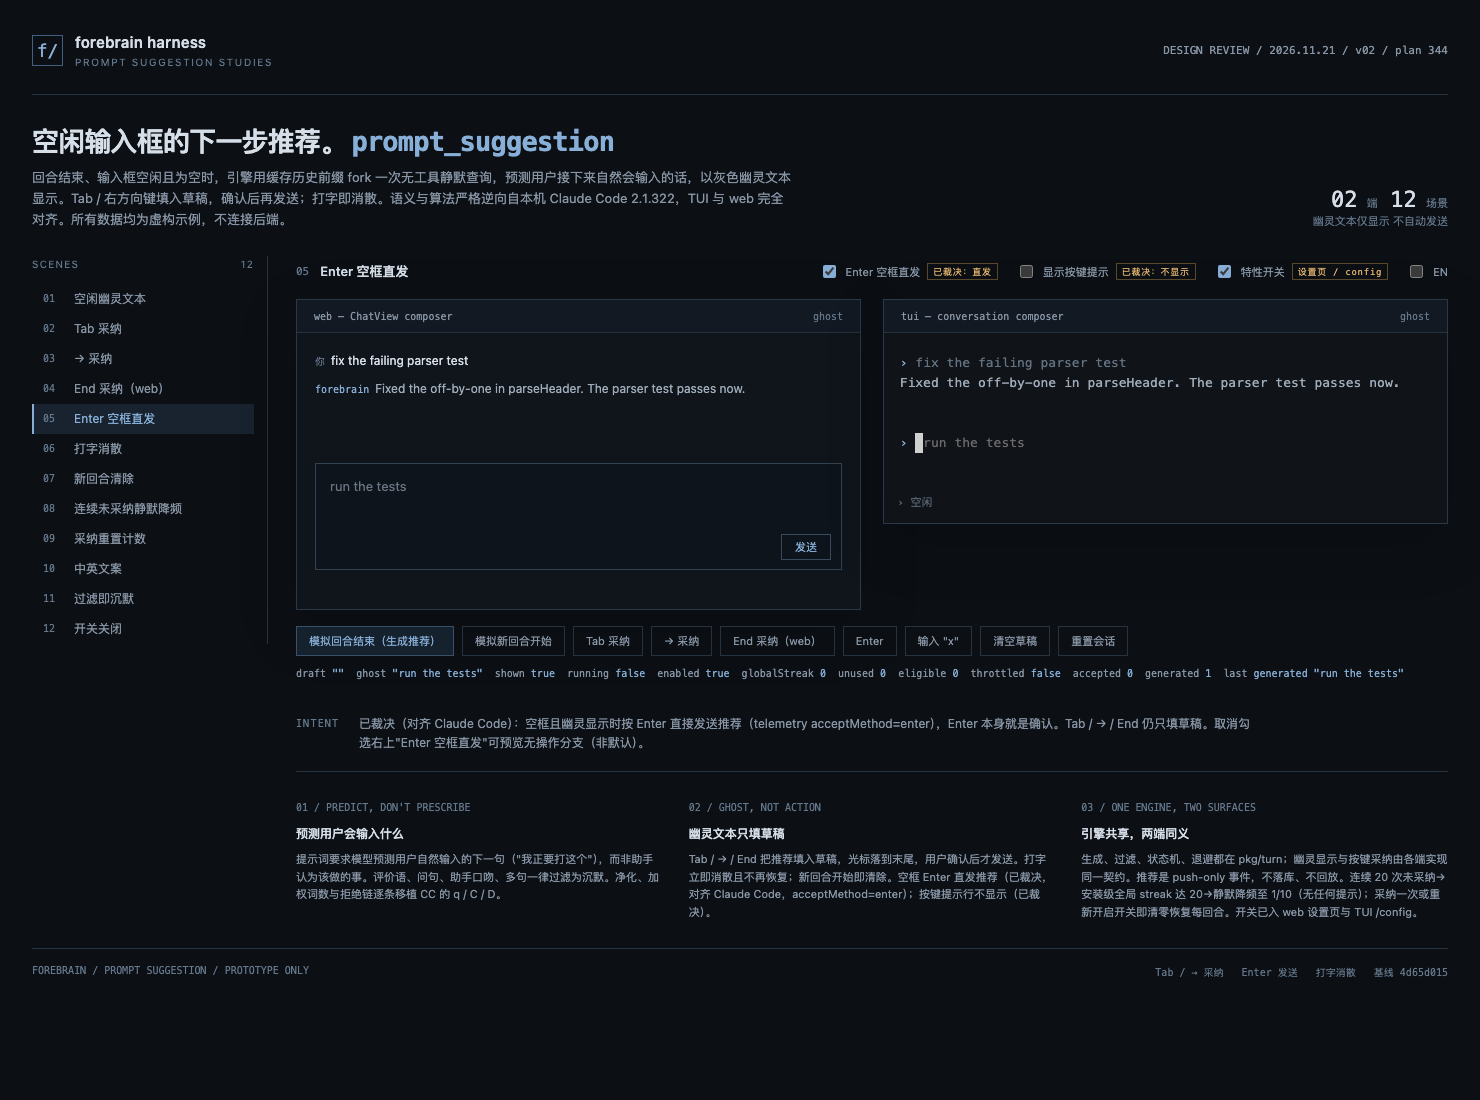 f/
forebrain harness
PROMPT SUGGESTION STUDIES
DESIGN REVIEW / 2026.11.21 / v02 / plan 344
空闲输入框的下一步推荐。prompt_suggestion
回合结束、输入框空闲且为空时，引擎用缓存历史前缀 fork 一次无工具静默查询，预测用户接下来自然会输入的话，以灰色幽灵文本
显示。Tab / 右方向键填入草稿，确认后再发送；打字即消散。语义与算法严格逆向自本机 Claude Code 2.1.322，TUI 与 web 完全
对齐。所有数据均为虚构示例，不连接后端。
02 端 12 场景
幽灵文本仅显示 不自动发送
SCENES 12
01 空闲幽灵文本
02 Tab 采纳
03 → 采纳
04 End 采纳（web）
05 Enter 空框直发
06 打字消散
07 新回合清除
08 连续未采纳静默降频
09 采纳重置计数
10 中英文案
11 过滤即沉默
12 开关关闭
05 Enter 空框直发
Enter 空框直发 已裁决：直发
显示按键提示 已裁决：不显示
特性开关 设置页 / config
EN
web — ChatView composer ghost
你 fix the failing parser test
forebrain Fixed the off-by-one in parseHeader. The parser test passes now.
run the tests
发送
tui — conversation composer ghost
› fix the failing parser test
Fixed the off-by-one in parseHeader. The parser test passes now.
› run the tests
› 空闲
模拟回合结束（生成推荐） 模拟新回合开始 Tab 采纳 → 采纳 End 采纳（web） Enter 输入 "x" 清空草稿 重置会话
draft "" ghost "run the tests" shown true running false enabled true globalStreak 0 unused 0 eligible 0 throttled false accepted 0 generated 1 last generated "run the tests"
INTENT 已裁决（对齐 Claude Code）：空框且幽灵显示时按 Enter 直接发送推荐（telemetry acceptMethod=enter），Enter 本身就是确认。Tab / → / End 仍只填草稿。取消勾
选右上"Enter 空框直发"可预览无操作分支（非默认）。
01 / PREDICT, DON'T PRESCRIBE
预测用户会输入什么
提示词要求模型预测用户自然输入的下一句（"我正要打这个"），而非助手
认为该做的事。评价语、问句、助手口吻、多句一律过滤为沉默。净化、加
权词数与拒绝链逐条移植 CC 的 q / C / D。
02 / GHOST, NOT ACTION
幽灵文本只填草稿
Tab / → / End 把推荐填入草稿，光标落到末尾，用户确认后才发送。打字
立即消散且不再恢复；新回合开始即清除。空框 Enter 直发推荐（已裁决，
对齐 Claude Code，acceptMethod=enter）；按键提示行不显示（已裁
决）。
03 / ONE ENGINE, TWO SURFACES
引擎共享，两端同义
生成、过滤、状态机、退避都在 pkg/turn；幽灵显示与按键采纳由各端实现
同一契约。推荐是 push-only 事件，不落库、不回放。连续 20 次未采纳→
安装级全局 streak 达 20→静默降频至 1/10（无任何提示）；采纳一次或重
新开启开关即清零恢复每回合。开关已入 web 设置页与 TUI /config。
FOREBRAIN / PROMPT SUGGESTION / PROTOTYPE ONLY
Tab / → 采纳 Enter 发送 打字消散 基线 4d65d015